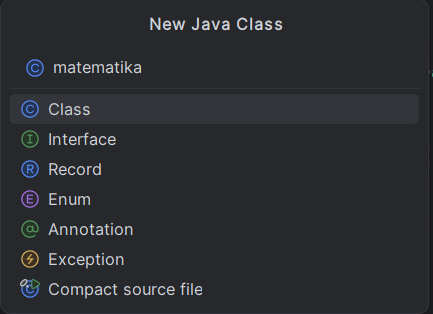 New Java Class
matematika
Class
Interface
Record
Enum
Annotation
Exception
Compact source file